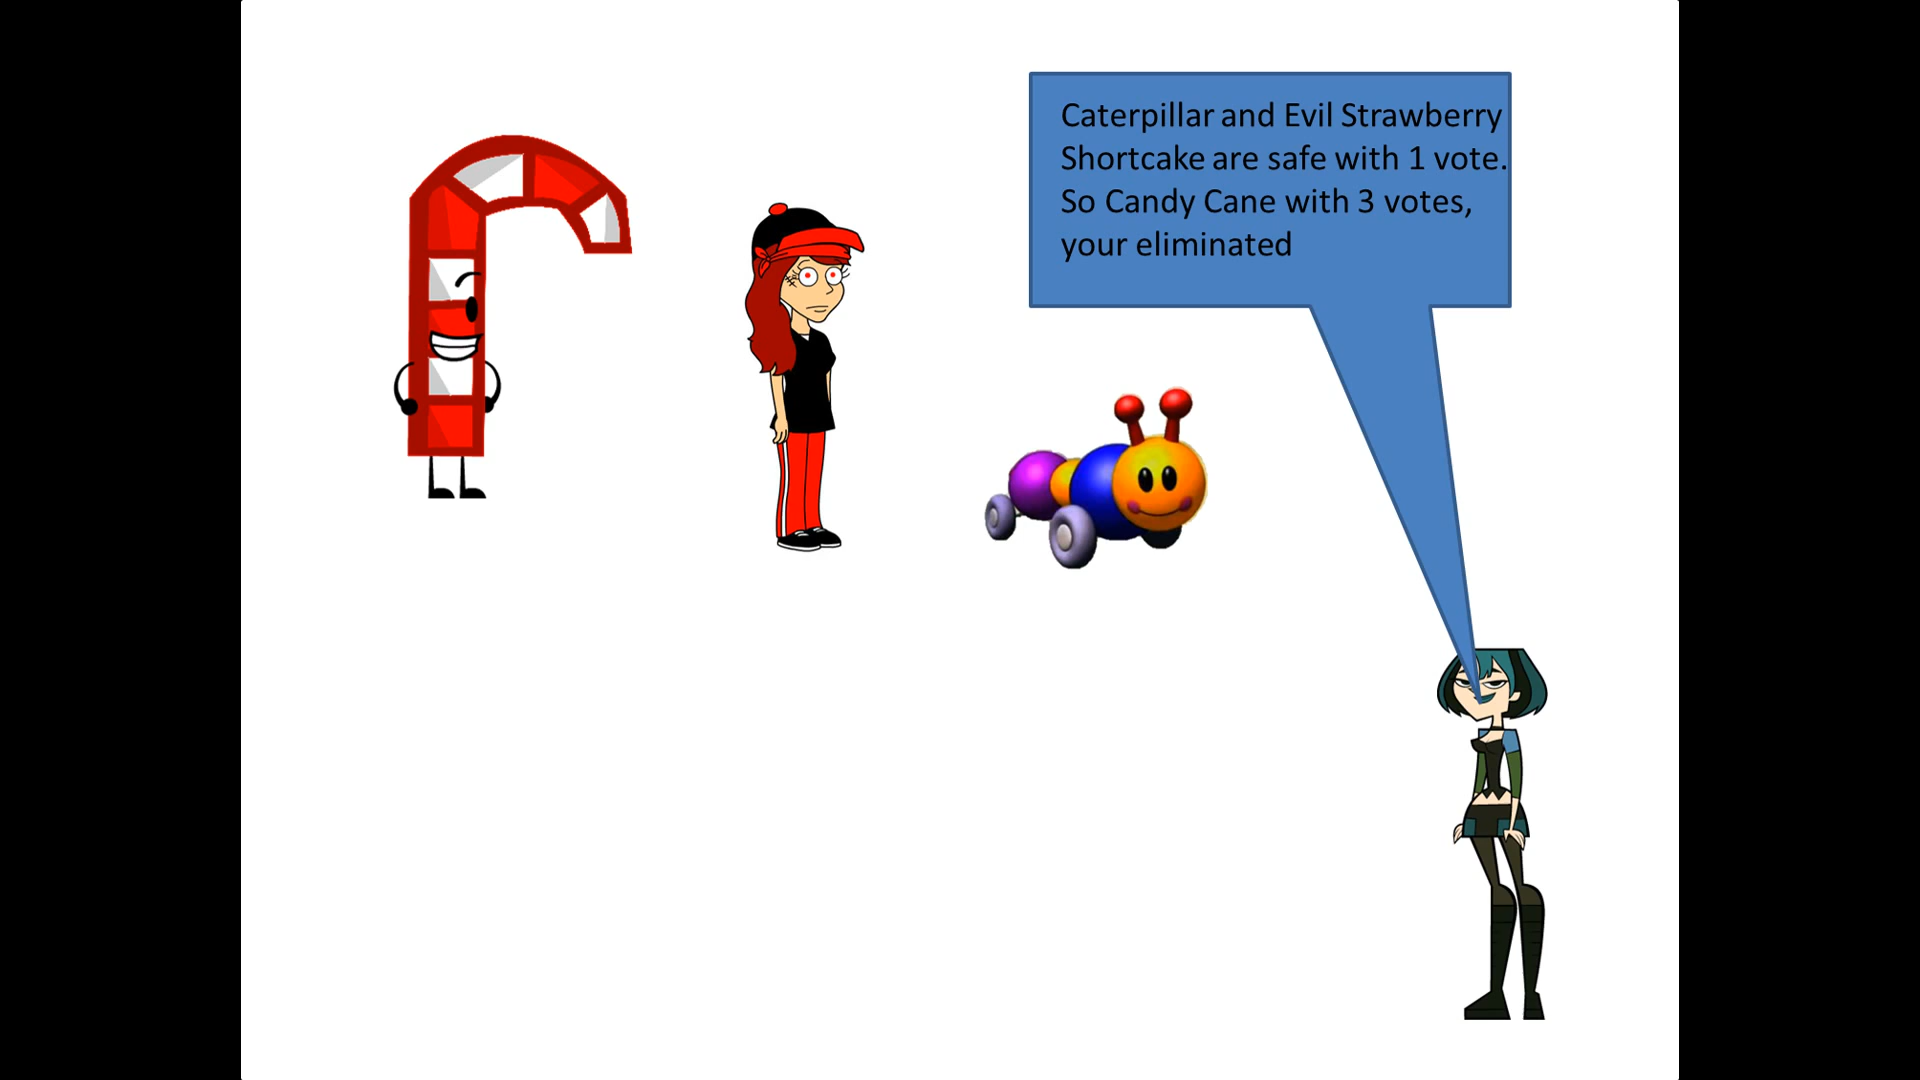 Caterpillar and Evil Strawberry
Shortcake are safe with 1 vote.
So Candy Cane with 3 votes,
your eliminated